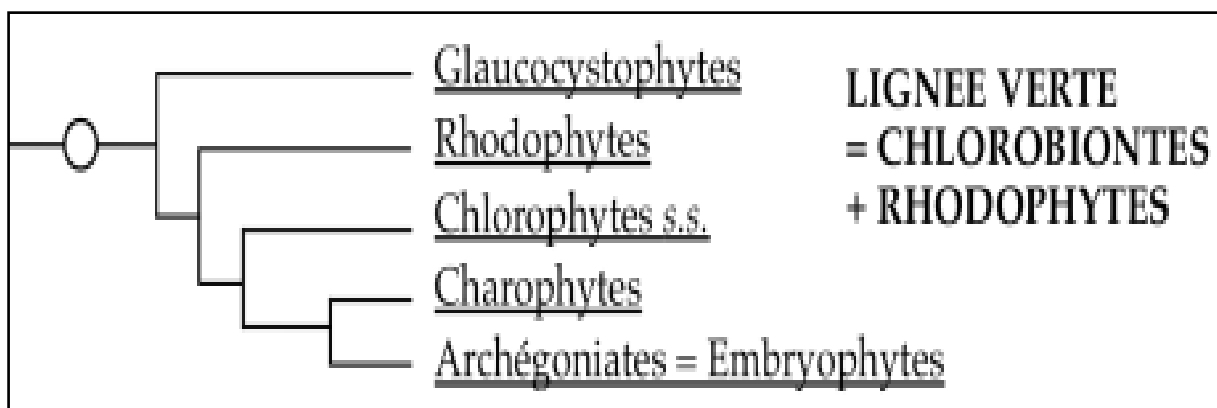 Glaucocystophytes
Rhodophytes
Chlorophytes s.s.
Charophytes
Archégoniates = Embryophytes
LIGNEE VERTE
= CHLOROBIONTES
+ RHODOPHYTES